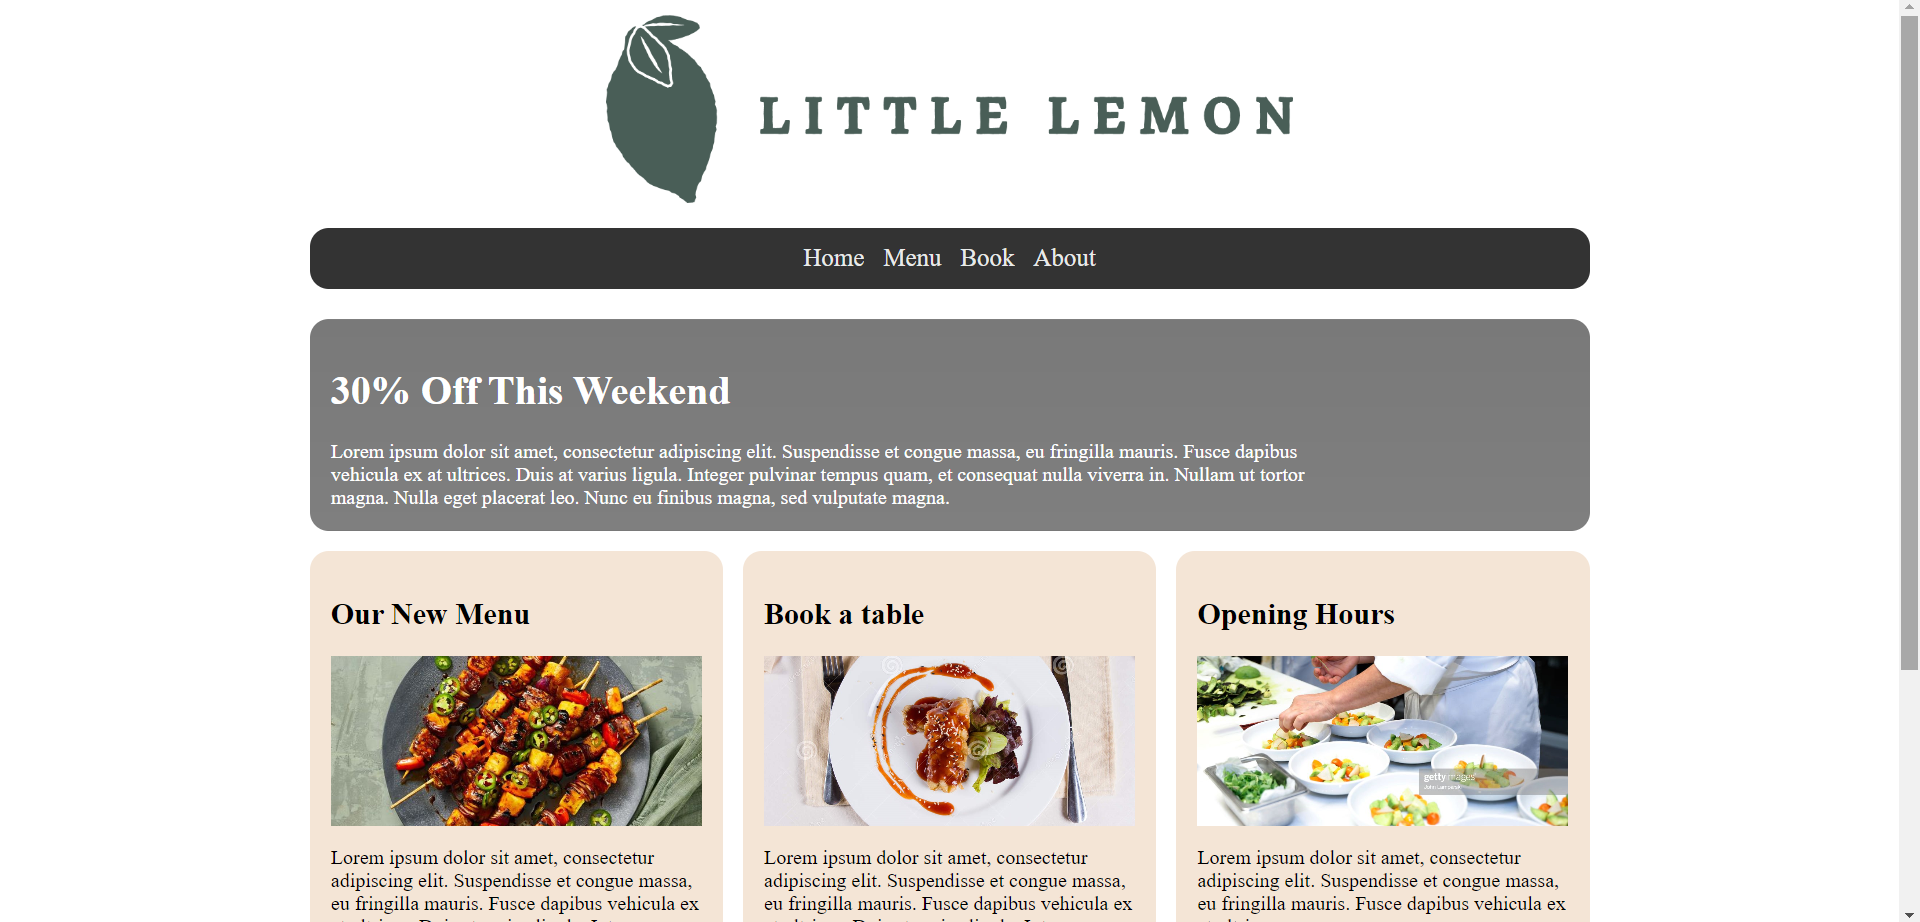 LITTLE LEMON
Home Menu Book About
30% Off This Weekend
Lorem ipsum dolor sit amet, consectetur adipiscing elit. Suspendisse et congue massa, eu fringilla mauris. Fusce dapibus
vehicula ex at ultrices. Duis at varius ligula. Integer pulvinar tempus quam, et consequat nulla viverra in. Nullam ut tortor
magna. Nulla eget placerat leo. Nunc eu finibus magna, sed vulputate magna.
Our New Menu
Lorem ipsum dolor sit amet, consectetur
adipiscing elit. Suspendisse et congue massa,
eu fringilla mauris. Fusce dapibus vehicula ex
Book a table
Lorem ipsum dolor sit amet, consectetur
adipiscing elit. Suspendisse et congue massa,
eu fringilla mauris. Fusce dapibus vehicula ex
Opening Hours
gettyimages
Lorem ipsum dolor sit amet, consectetur
adipiscing elit. Suspendisse et congue massa,
eu fringilla mauris. Fusce dapibus vehicula ex